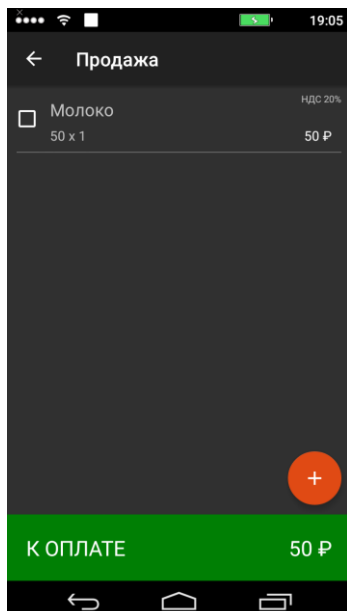 19:05
Продажа
НДС 20%
Молоко
50 x 1
50 ₽
+
К ОПЛАТЕ
50 ₽